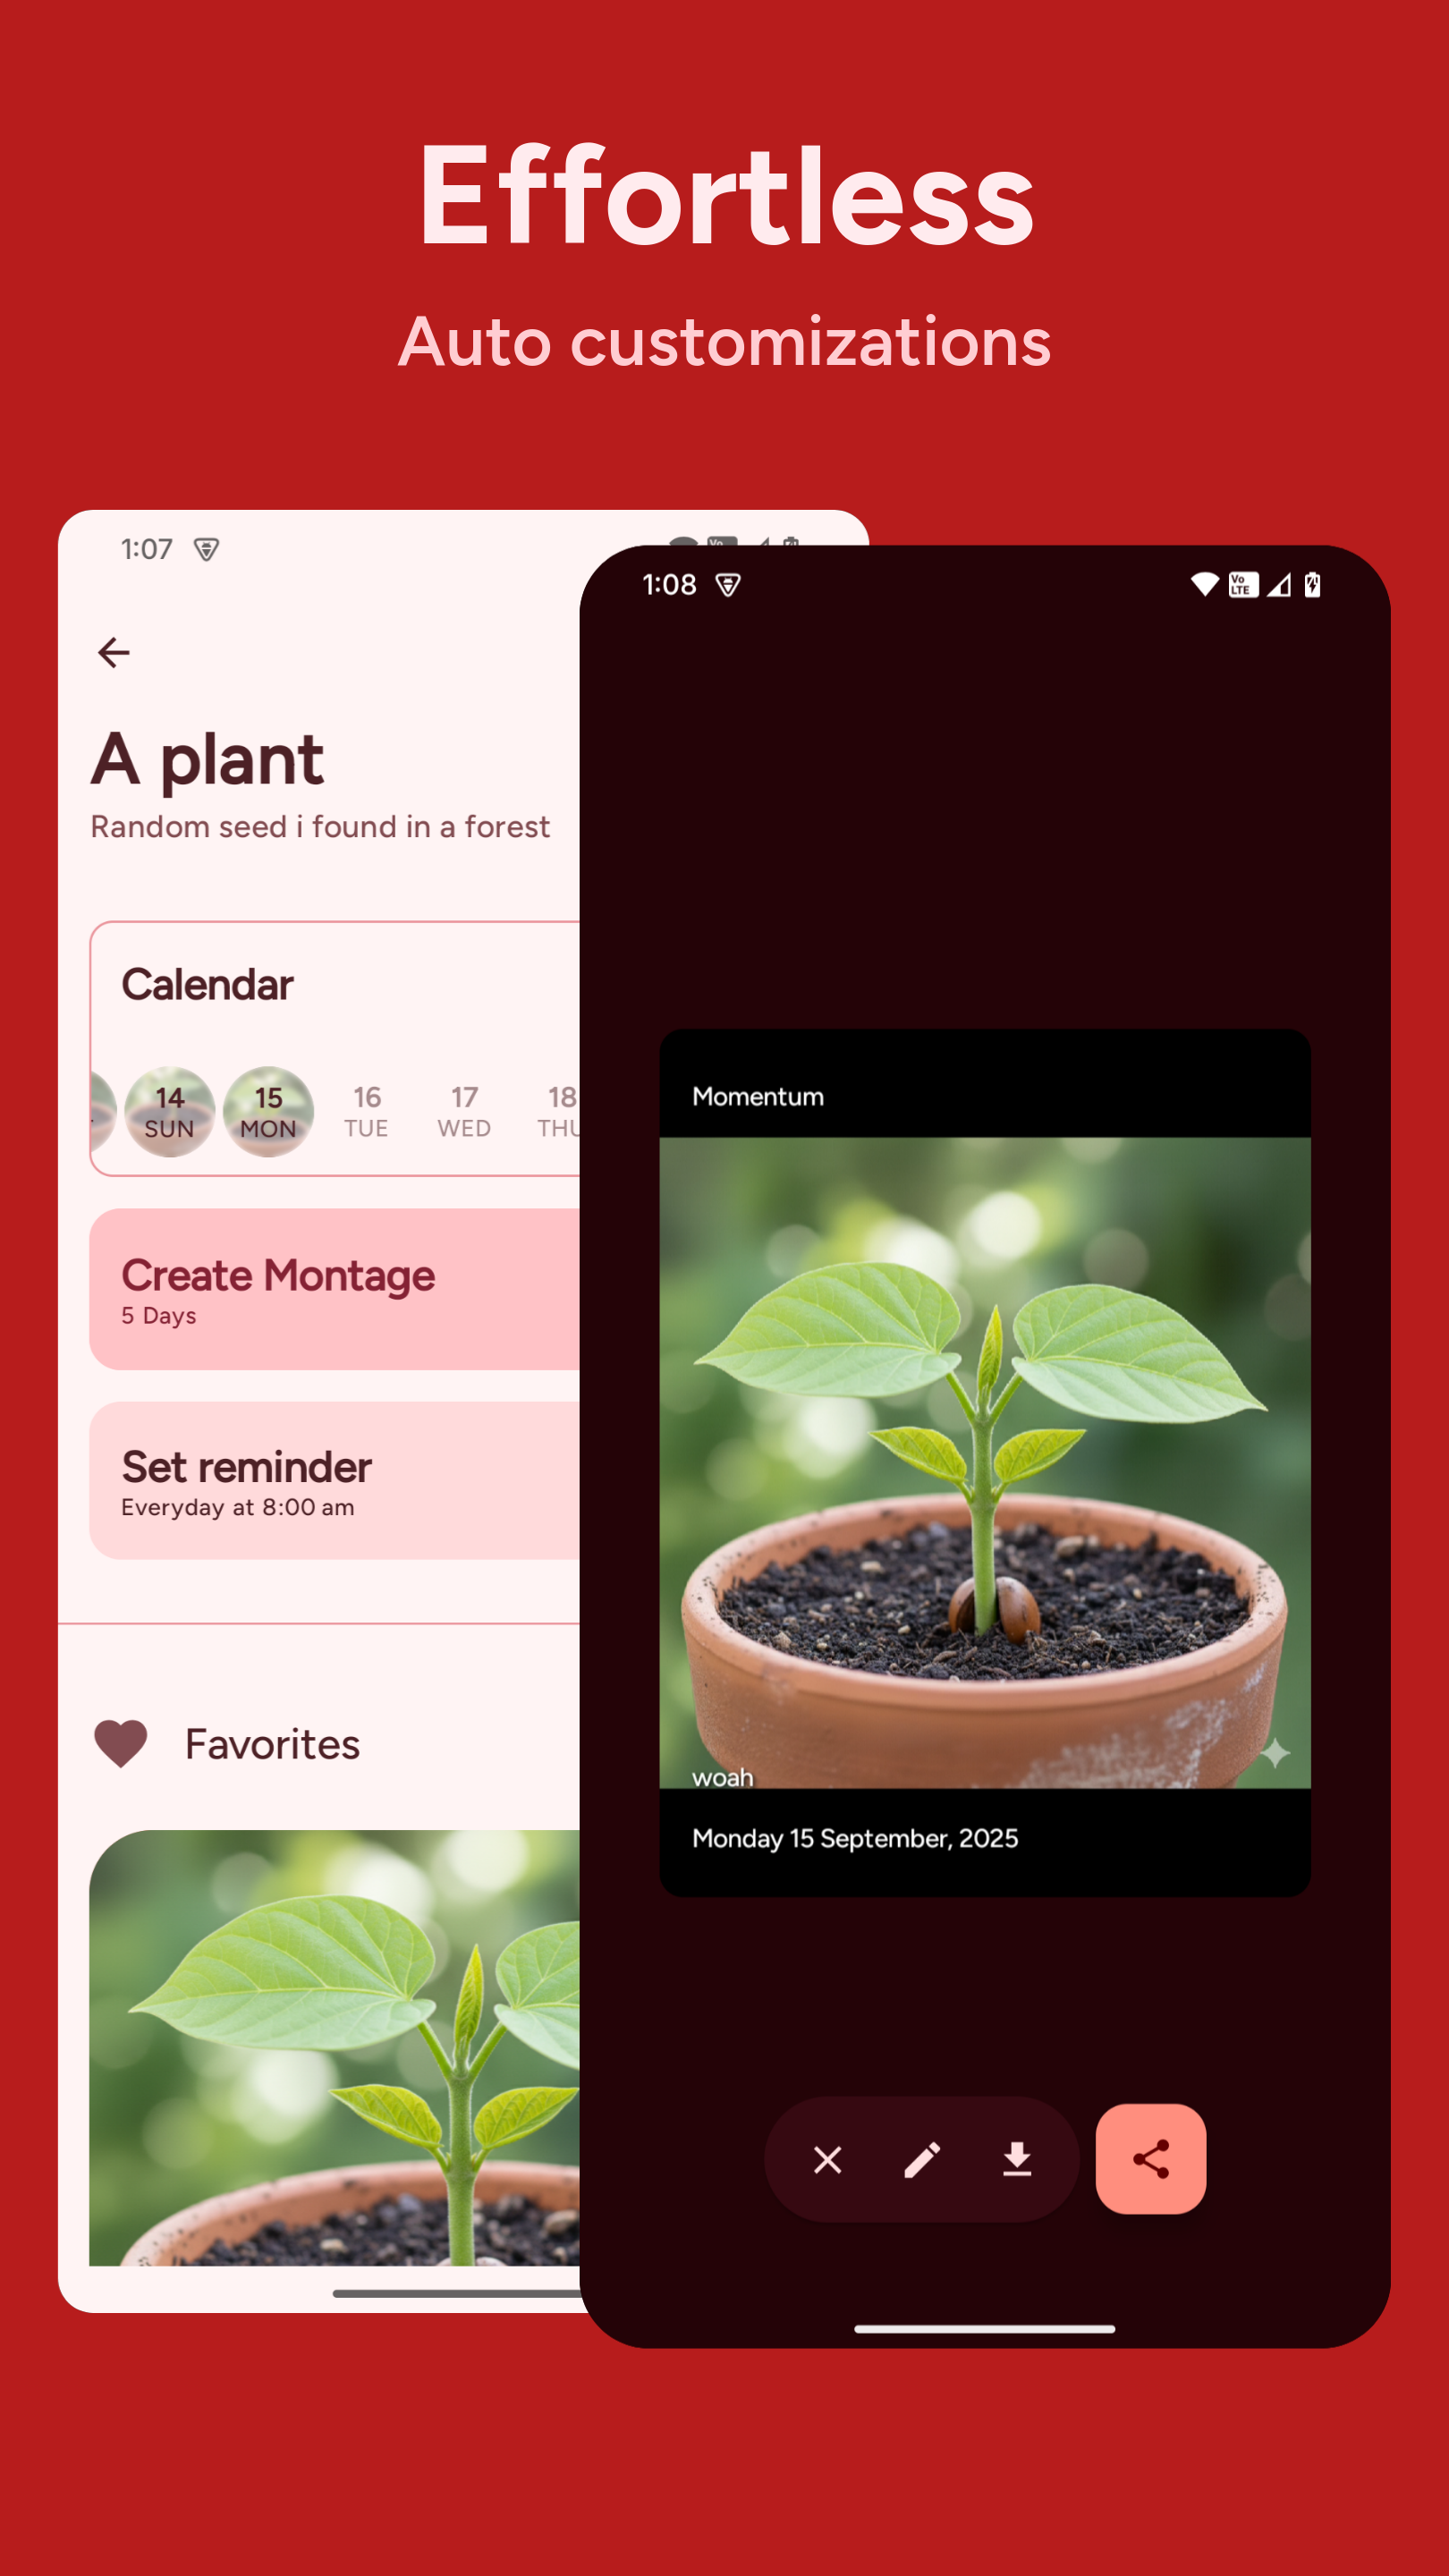 Effortless
Auto customizations
1:07
A plant
Random seed i found in a forest
Calendar
14 15 16 17 18
SUN MON TUE WED THU
Create Montage
5 Days
Set reminder
Everyday at 8:00 am
Favorites
1:08
Vo
LTE
Momentum
woah
Monday 15 September, 2025